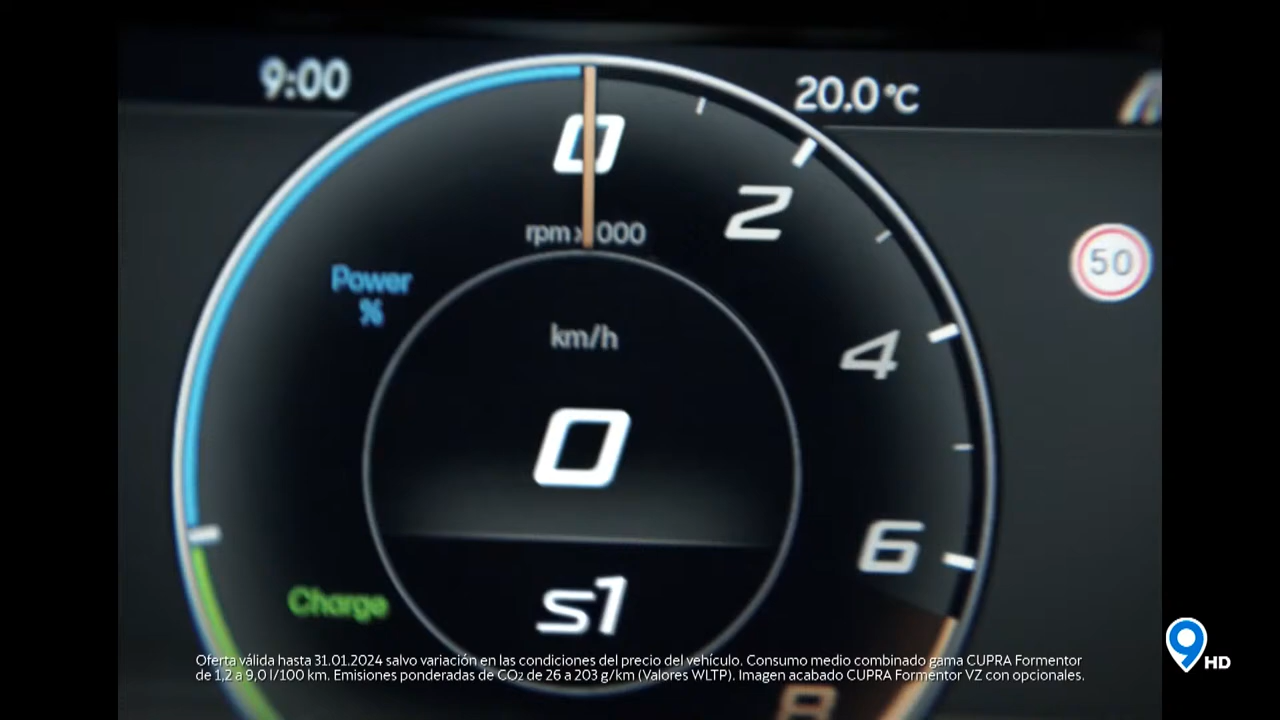 9:00
20.0°C
0
2
rpm x 000
50
Power
%
km/h
4
0
6
s1
Charge
Oferta válida hasta 31.01.2024 salvo variación en las condiciones del precio del vehículo. Consumo medio combinado gama CUPRA Formentor
de 1,2 a 9,0 l/100 km. Emisiones ponderadas de CO₂ de 26 a 203 g/km (Valores WLTP). Imagen acabado CUPRA Formentor VZ con opcionales.
8
9 HD